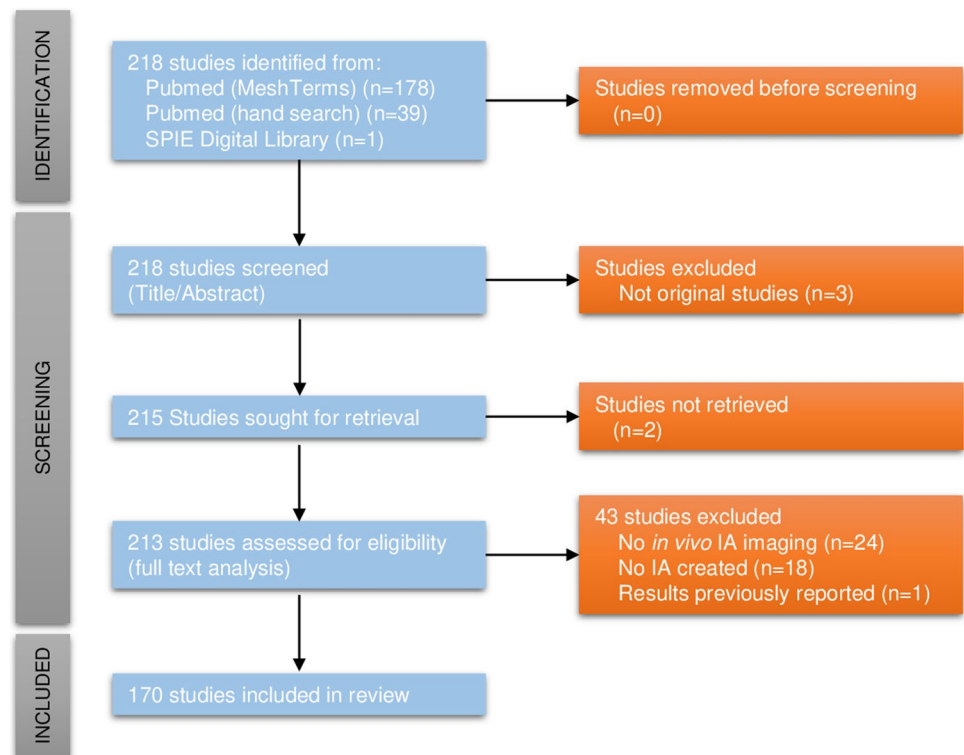 IDENTIFICATION
218 studies identified from:
Pubmed (MeshTerms) (n=178)
Pubmed (hand search) (n=39)
SPIE Digital Library (n=1)
Studies removed before screening
(n=0)
SCREENING
218 studies screened
(Title/Abstract)
Studies excluded
Not original studies (n=3)
215 Studies sought for retrieval
Studies not retrieved
(n=2)
213 studies assessed for eligibility
(full text analysis)
43 studies excluded
No in vivo IA imaging (n=24)
No IA created (n=18)
Results previously reported (n=1)
INCLUDED
170 studies included in review